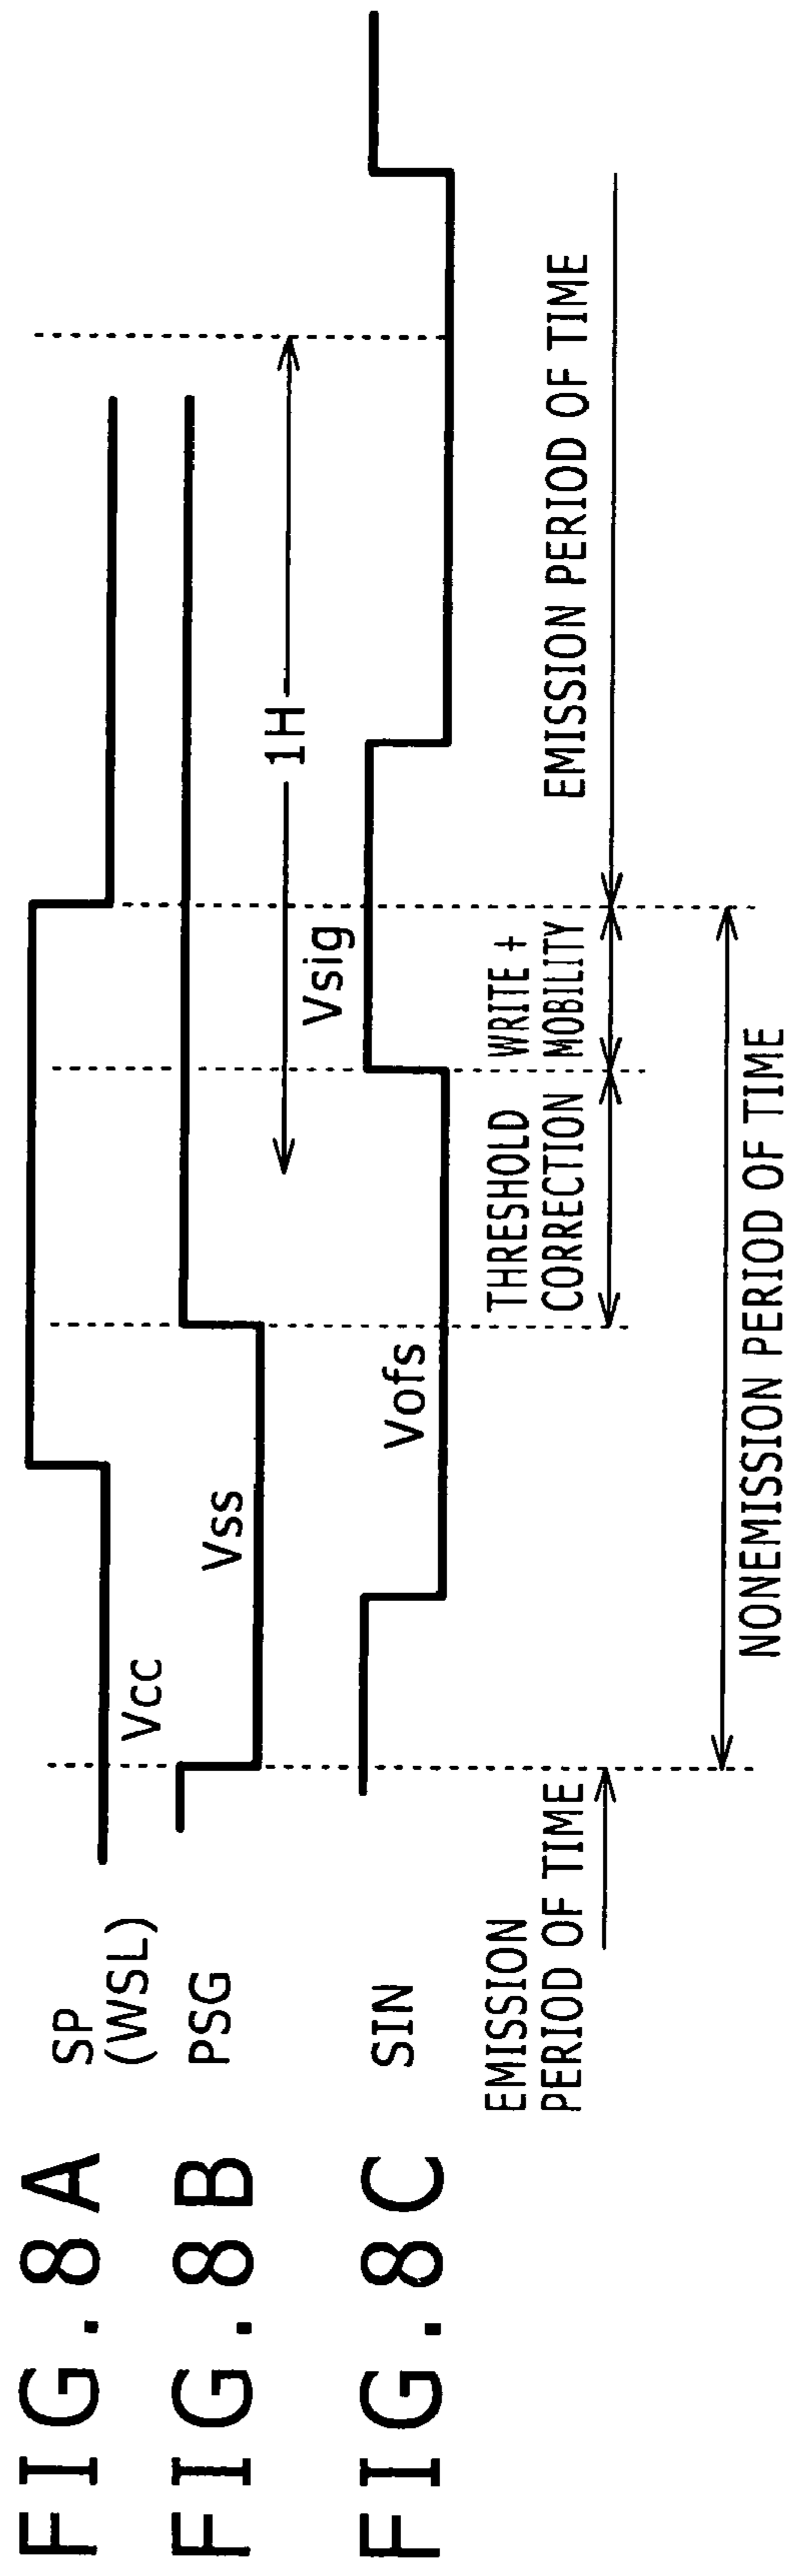 FIG.8A
SP
(WSL)
FIG.8B
PSG
Vcc
Vss
1H
FIG.8C
SIN
Vofs
Vsig
EMISSION
PERIOD OF TIME
THRESHOLD
CORRECTION
WRITE +
MOBILITY
EMISSION PERIOD OF TIME
NONEMISSION PERIOD OF TIME